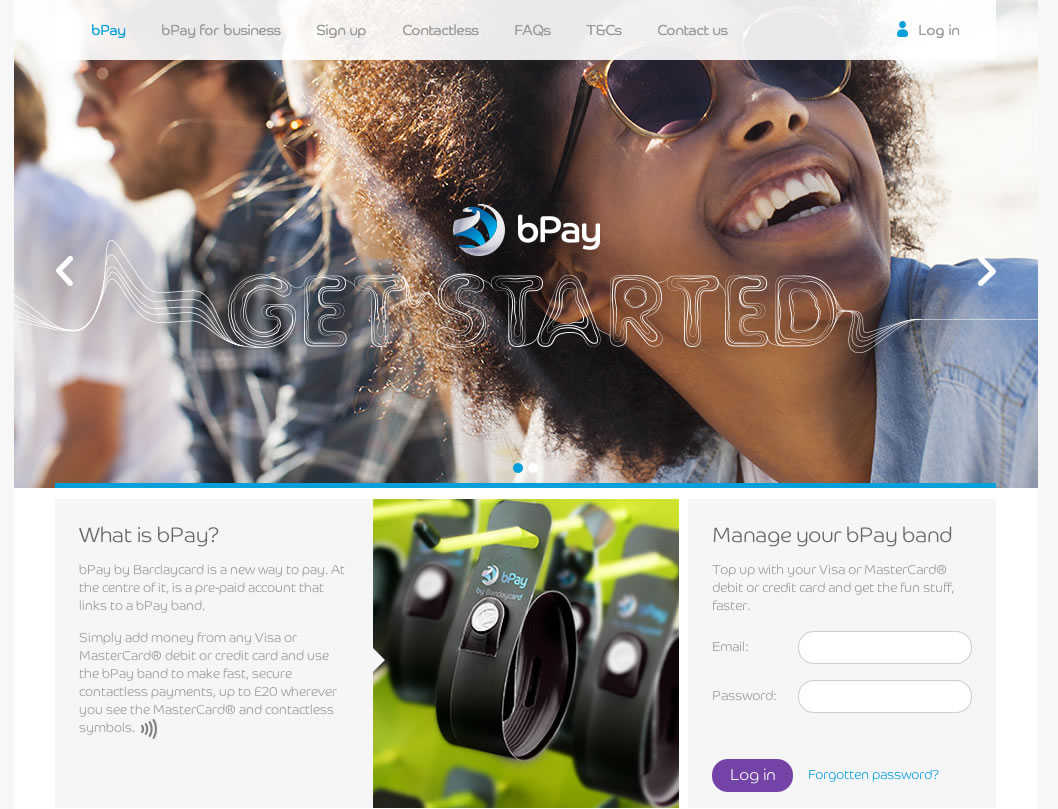 bPay bPay for business Sign up Contactless FAQs T&Cs Contact us Log in
bPay
GET STARTED
What is bPay?
bPay by Barclaycard is a new way to pay. At
the centre of it, is a pre-paid account that
links to a bPay band.
Simply add money from any Visa or
MasterCard® debit or credit card and use
the bPay band to make fast, secure
contactless payments, up to £20 wherever
you see the MasterCard® and contactless
symbols.
bPay
by Barclaycard
bPay
Manage your bPay band
Top up with your Visa or MasterCard®
debit or credit card and get the fun stuff,
faster.
Email:
Password:
Log in Forgotten password?